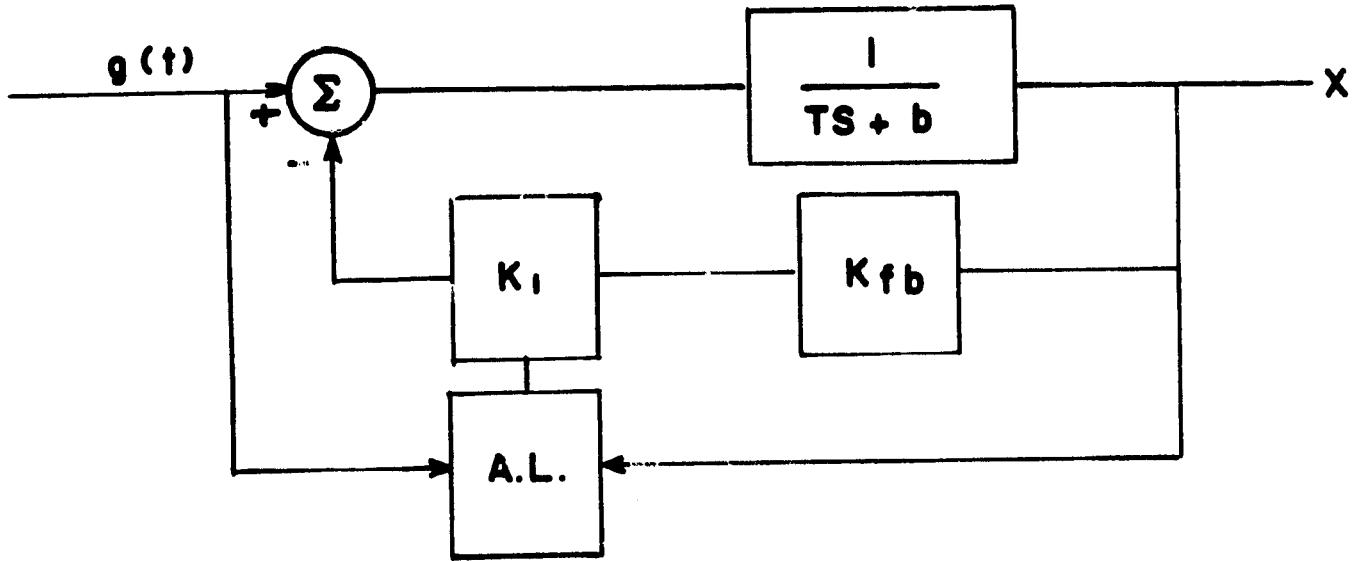 g(t)
+
Σ
-
1
TS + b
X
K1
Kfb
A.L.